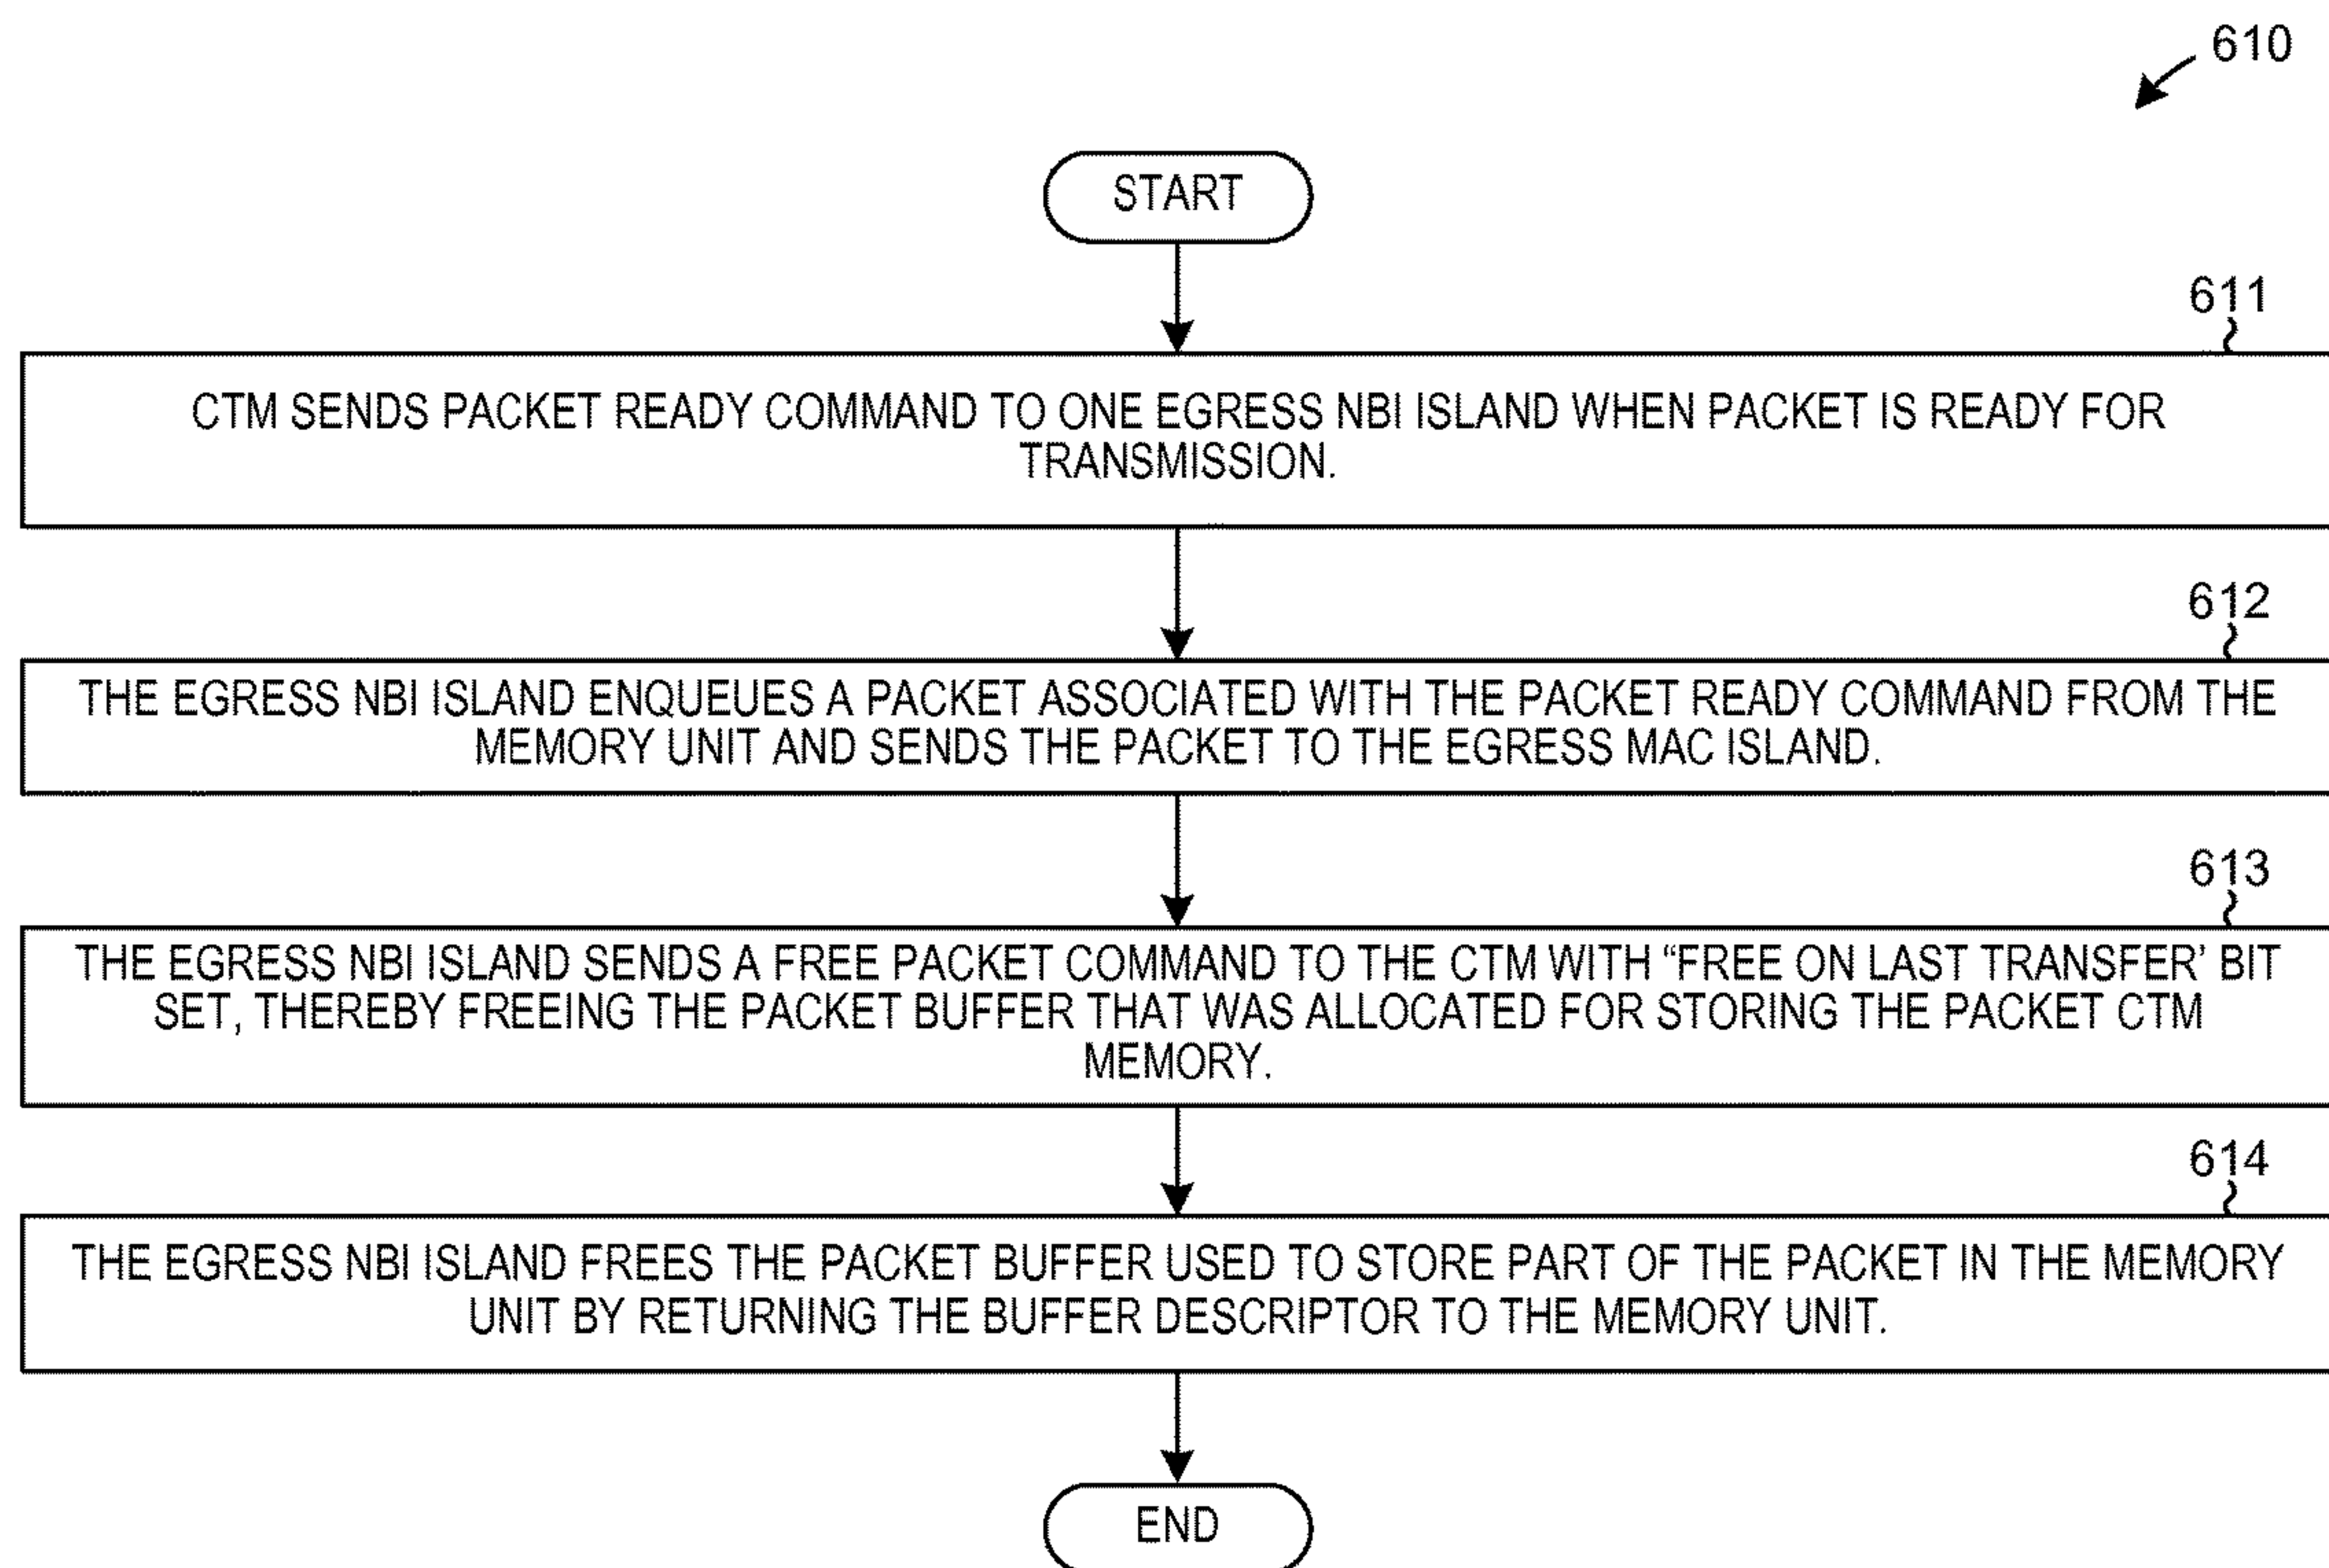 610
START
611
CTM SENDS PACKET READY COMMAND TO ONE EGRESS NBI ISLAND WHEN PACKET IS READY FOR
TRANSMISSION.
612
THE EGRESS NBI ISLAND ENQUEUES A PACKET ASSOCIATED WITH THE PACKET READY COMMAND FROM THE
MEMORY UNIT AND SENDS THE PACKET TO THE EGRESS MAC ISLAND.
613
THE EGRESS NBI ISLAND SENDS A FREE PACKET COMMAND TO THE CTM WITH “FREE ON LAST TRANSFER’ BIT
SET, THEREBY FREEING THE PACKET BUFFER THAT WAS ALLOCATED FOR STORING THE PACKET CTM
MEMORY.
614
THE EGRESS NBI ISLAND FREES THE PACKET BUFFER USED TO STORE PART OF THE PACKET IN THE MEMORY
UNIT BY RETURNING THE BUFFER DESCRIPTOR TO THE MEMORY UNIT.
END